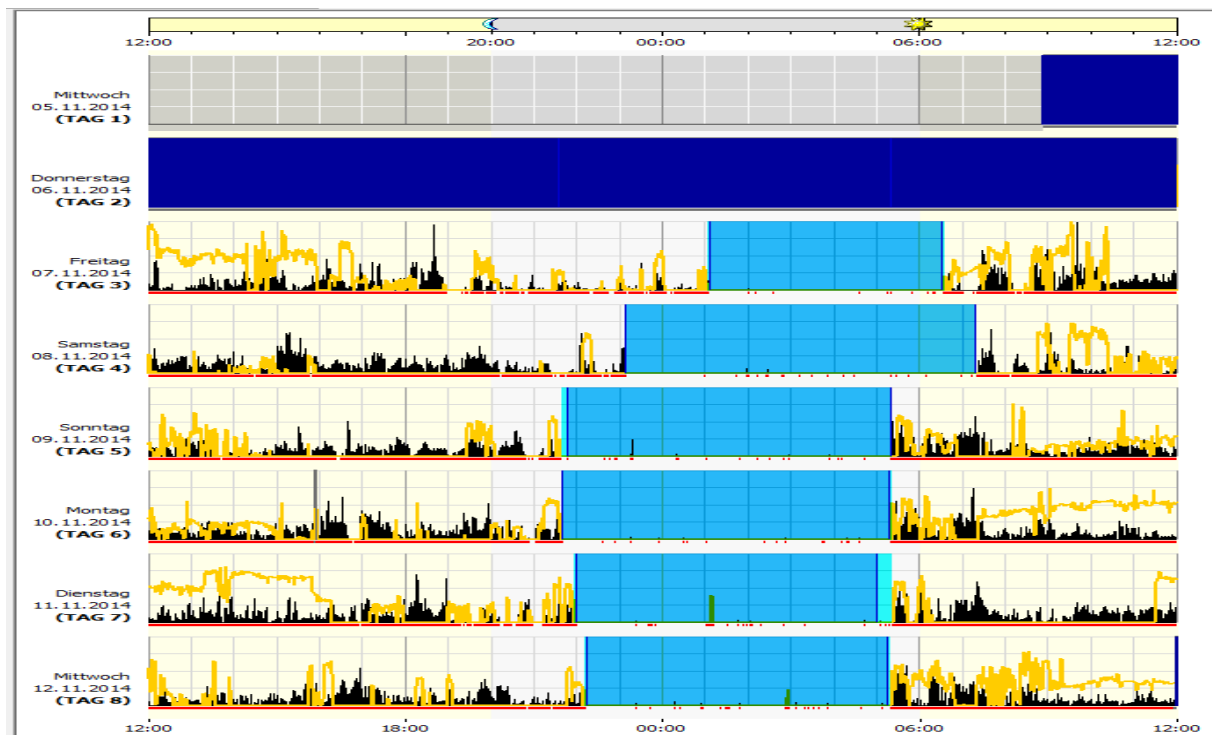 12:00 20:00 00:00 06:00 12:00
Mittwoch
05.11.2014
(TAG 1)
Donnerstag
06.11.2014
(TAG 2)
Freitag
07.11.2014
(TAG 3)
Samstag
08.11.2014
(TAG 4)
Sonntag
09.11.2014
(TAG 5)
Montag
10.11.2014
(TAG 6)
Dienstag
11.11.2014
(TAG 7)
Mittwoch
12.11.2014
(TAG 8)
12:00 18:00 00:00 06:00 12:00